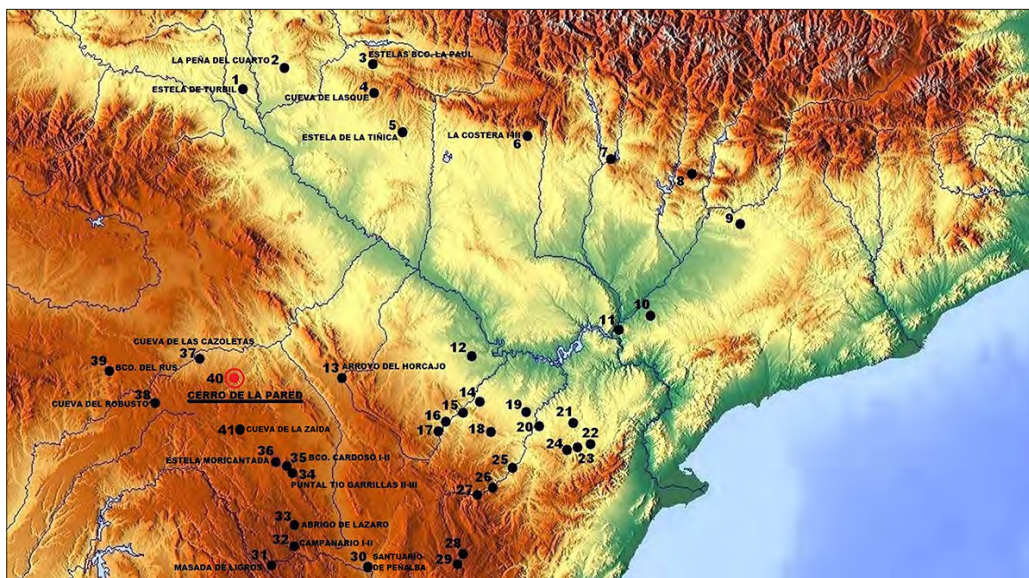 LA PEÑA DEL CUARTO 2
3 ESTELAS BCO. LA PAUL
1
ESTELA DE TURBIL
4
CUEVA DE LASQUE
5
ESTELA DE LA TIÑICA
LA COSTERA I-III
6
7
8
9
10
11
12
CUEVA DE LAS CAZOLETAS
37
39
BCO. DEL RUS
40
CERRO DE LA PARED
13 ARROYO DEL HORCAJO
38
CUEVA DEL ROBUSTO
14
15
16
17
18
19
20
21
22
23
24
41 CUEVA DE LA ZAIDA
36
ESTELA MORICANTADA
35 BCO. CARDOSO I-II
34
PUNTAL TIO GARRILLAS II-III
25
26
27
33
ABRIGO DE LAZARO
32 CAMPANARIO I-II
31
MASADA DE LIGROS
30 SANTUARIO
DE PEÑALBA
28
29